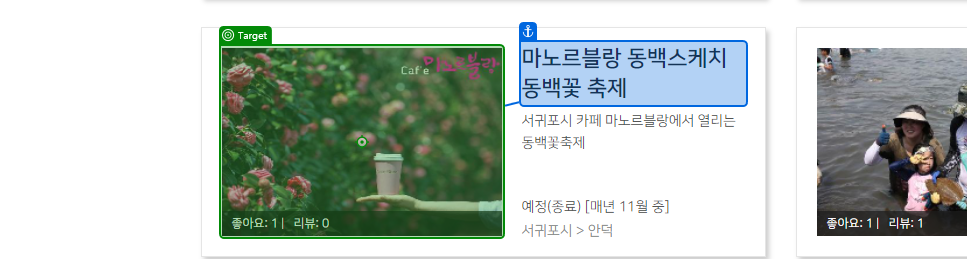 Target
Cafe 마노르블랑
좋아요: 1 | 리뷰: 0
마노르블랑 동백스케치
동백꽃 축제
서귀포시 카페 마노르블랑에서 열리는
동백꽃축제
예정(종료) [매년 11월 중]
서귀포시 > 안덕
좋아요: 1 | 리뷰: 1